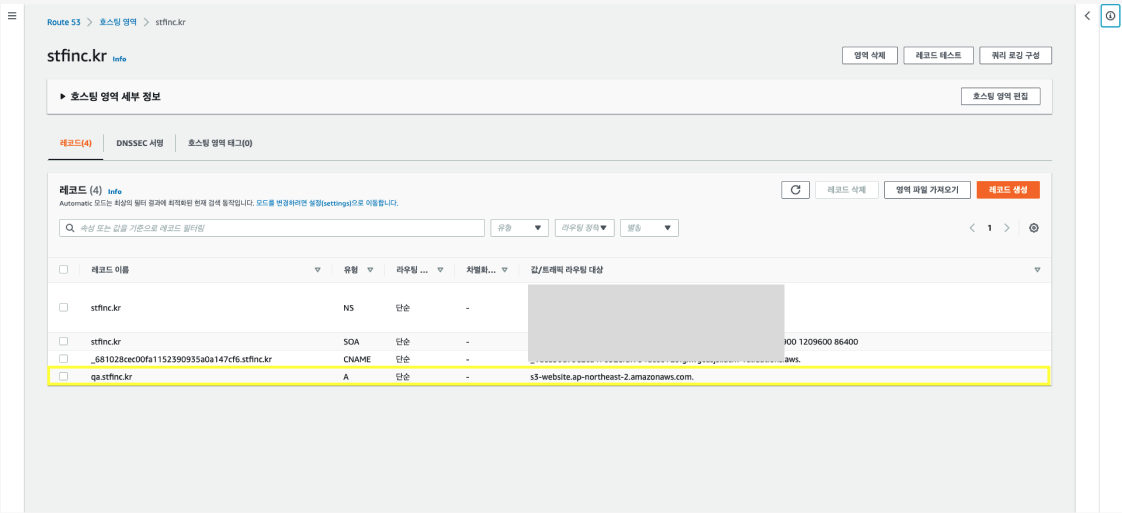 Route 53 > 호스팅 영역 > stfinc.kr
stfinc.kr Info
영역 삭제 레코드 테스트 쿼리 로깅 구성
▶ 호스팅 영역 세부 정보 호스팅 영역 편집
레코드(4) DNSSEC 서명 호스팅 영역 태그(0)
레코드 (4) Info 레코드 삭제 영역 파일 가져오기 레코드 생성
Automatic 모드는 최상의 필터 결과에 최적화된 현재 검색 동작입니다. 모드를 변경하려면 설정(settings)으로 이동합니다.
속성 또는 값을 기준으로 레코드 필터링 유형 라우팅 정책 별칭 < 1 >
레코드 이름 유형 라우팅 ... 차별화... 값/트래픽 라우팅 대상
stfinc.kr NS 단순 -
stfinc.kr SOA 단순 - 1209600 86400
_681028cec00fa1152390935a0a147cf6.stfinc.kr CNAME 단순 -
qa.stfinc.kr A 단순 - s3-website.ap-northeast-2.amazonaws.com.